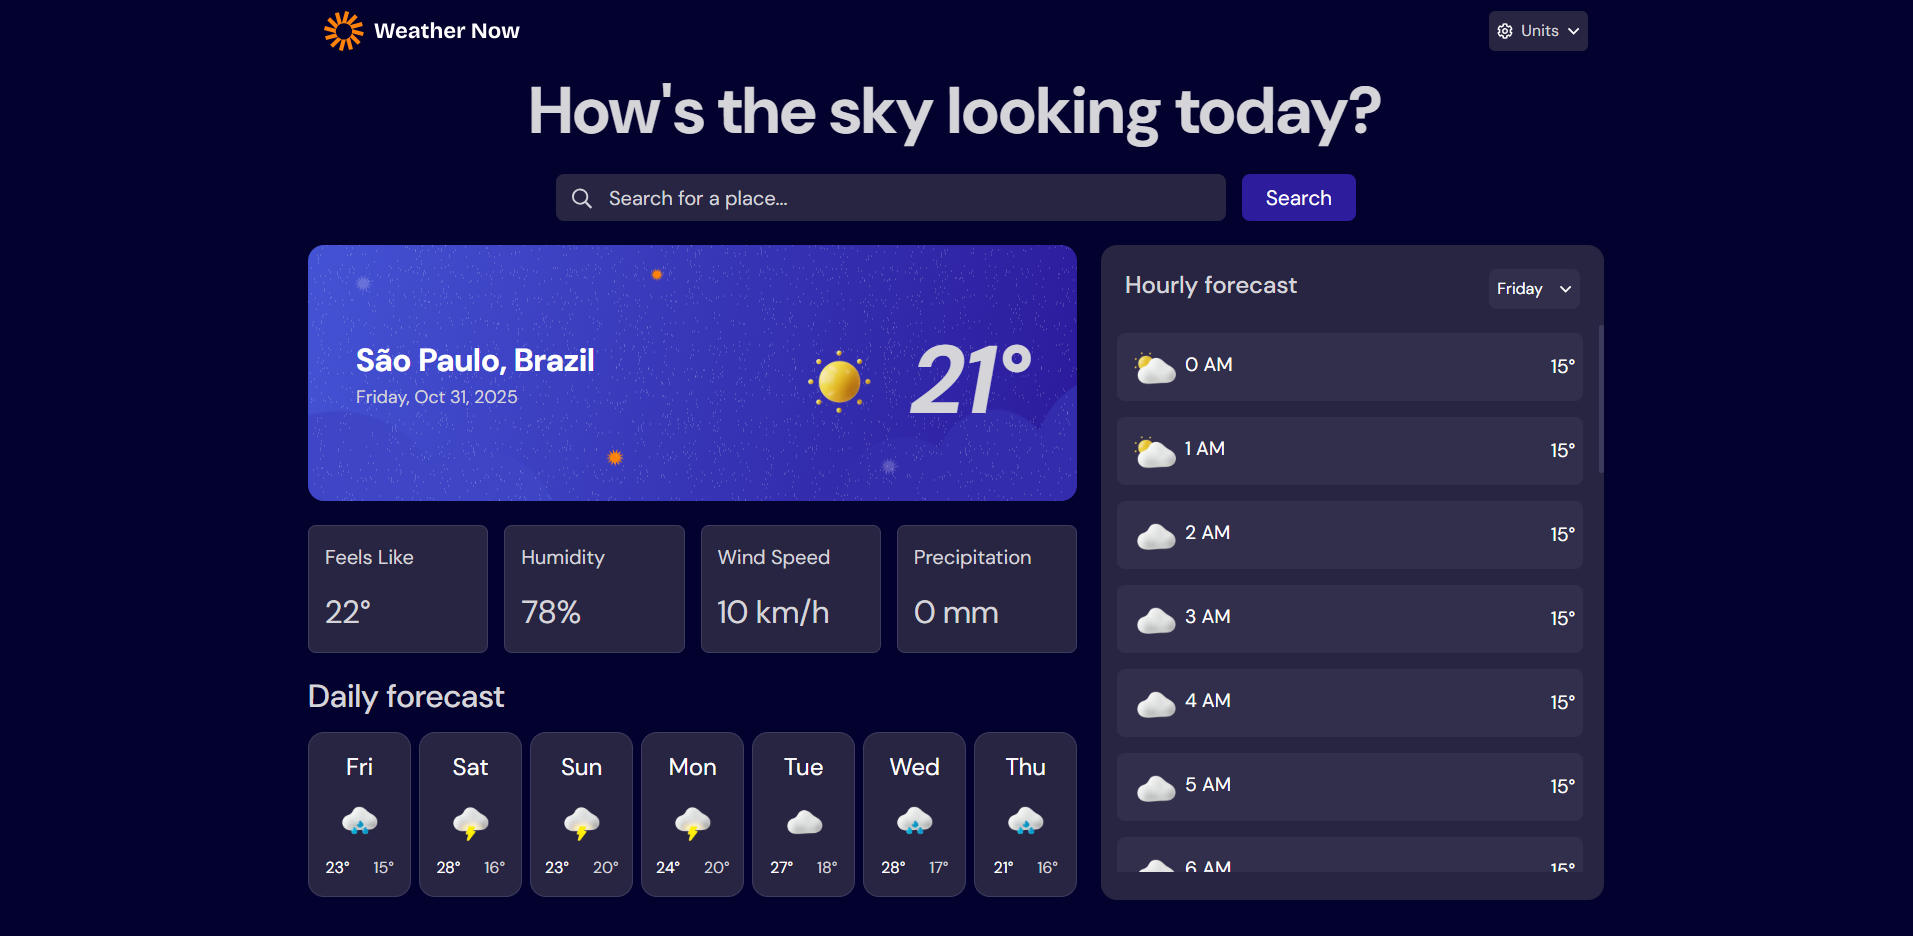 Weather Now
Units
How's the sky looking today?
Search for a place...
Search
São Paulo, Brazil
Friday, Oct 31, 2025
21°
Feels Like
22°
Humidity
78%
Wind Speed
10 km/h
Precipitation
0 mm
Daily forecast
Fri
23° 15°
Sat
28° 16°
Sun
23° 20°
Mon
24° 20°
Tue
27° 18°
Wed
28° 17°
Thu
21° 16°
Hourly forecast
Friday
0 AM 15°
1 AM 15°
2 AM 15°
3 AM 15°
4 AM 15°
5 AM 15°
6 AM 15°